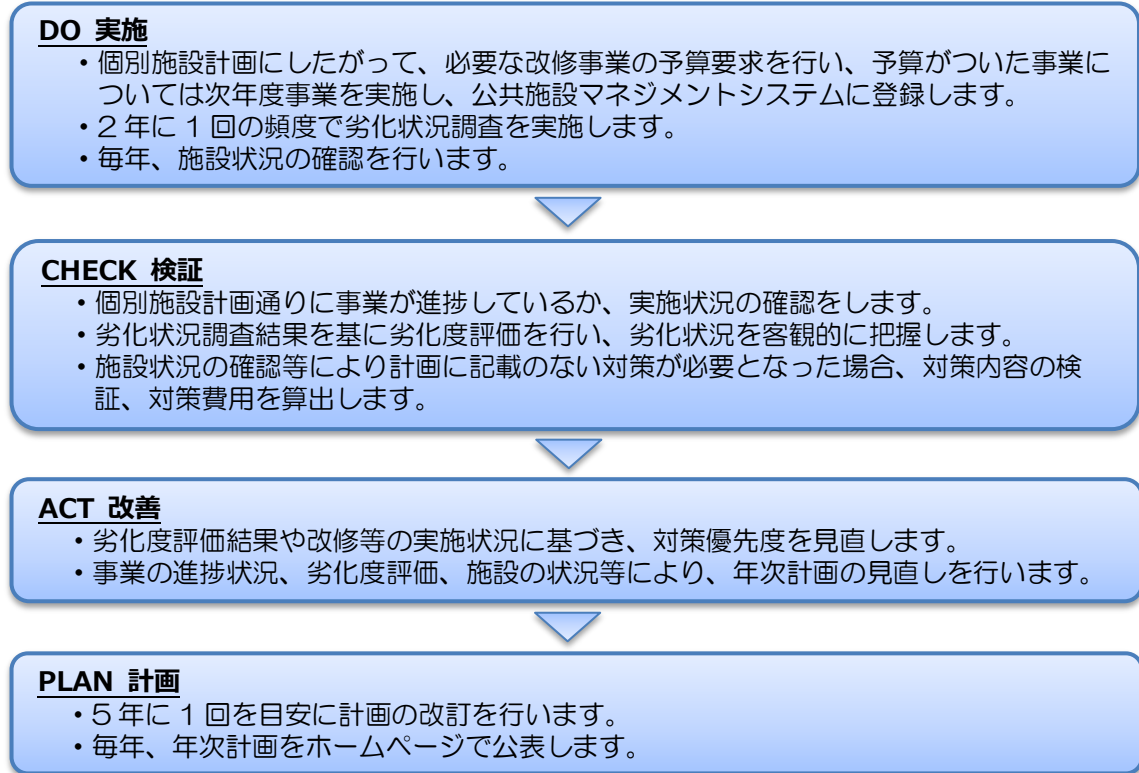 DO 実施
・個別施設計画にしたがって、必要な改修事業の予算要求を行い、予算がついた事業に
ついては次年度事業を実施し、公共施設マネジメントシステムに登録します。
・2年に1回の頻度で劣化状況調査を実施します。
・毎年、施設状況の確認を行います。
CHECK 検証
・個別施設計画通りに事業が進捗しているか、実施状況の確認をします。
・劣化状況調査結果を基に劣化度評価を行い、劣化状況を客観的に把握します。
・施設状況の確認等により計画に記載のない対策が必要となった場合、対策内容の検
証、対策費用を算出します。
ACT 改善
・劣化度評価結果や改修等の実施状況に基づき、対策優先度を見直します。
・事業の進捗状況、劣化度評価、施設の状況等により、年次計画の見直しを行います。
PLAN 計画
・5年に1回を目安に計画の改訂を行います。
・毎年、年次計画をホームページで公表します。